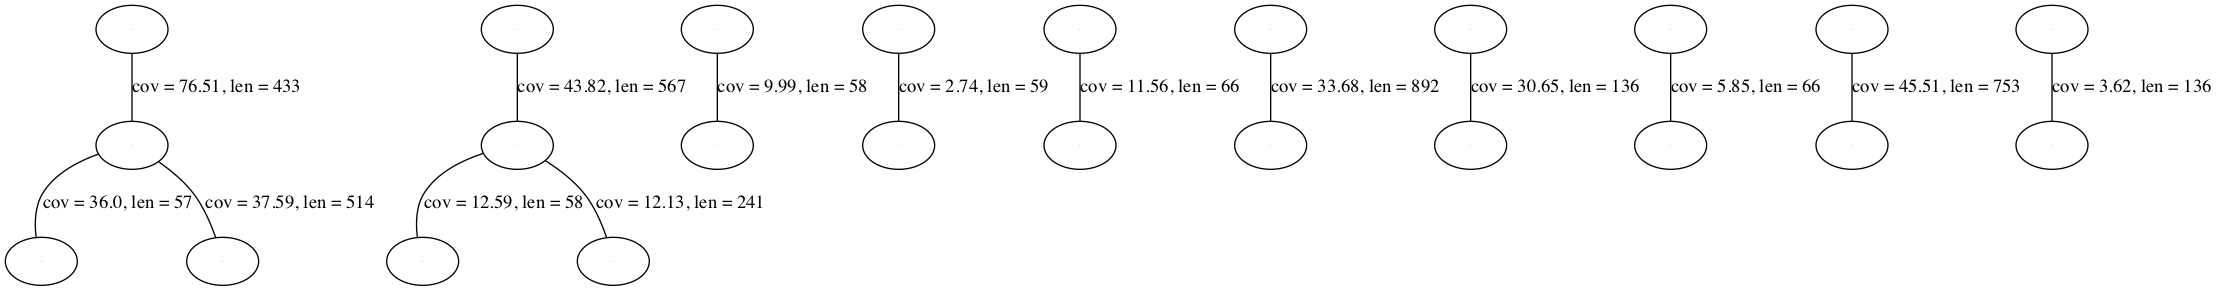 cov = 76.51, len = 433
cov = 43.82, len = 567
cov = 9.99, len = 58
cov = 2.74, len = 59
cov = 11.56, len = 66
cov = 33.68, len = 892
cov = 30.65, len = 136
cov = 5.85, len = 66
cov = 45.51, len = 753
cov = 3.62, len = 136
cov = 36.0, len = 57
cov = 37.59, len = 514
cov = 12.59, len = 58
cov = 12.13, len = 241